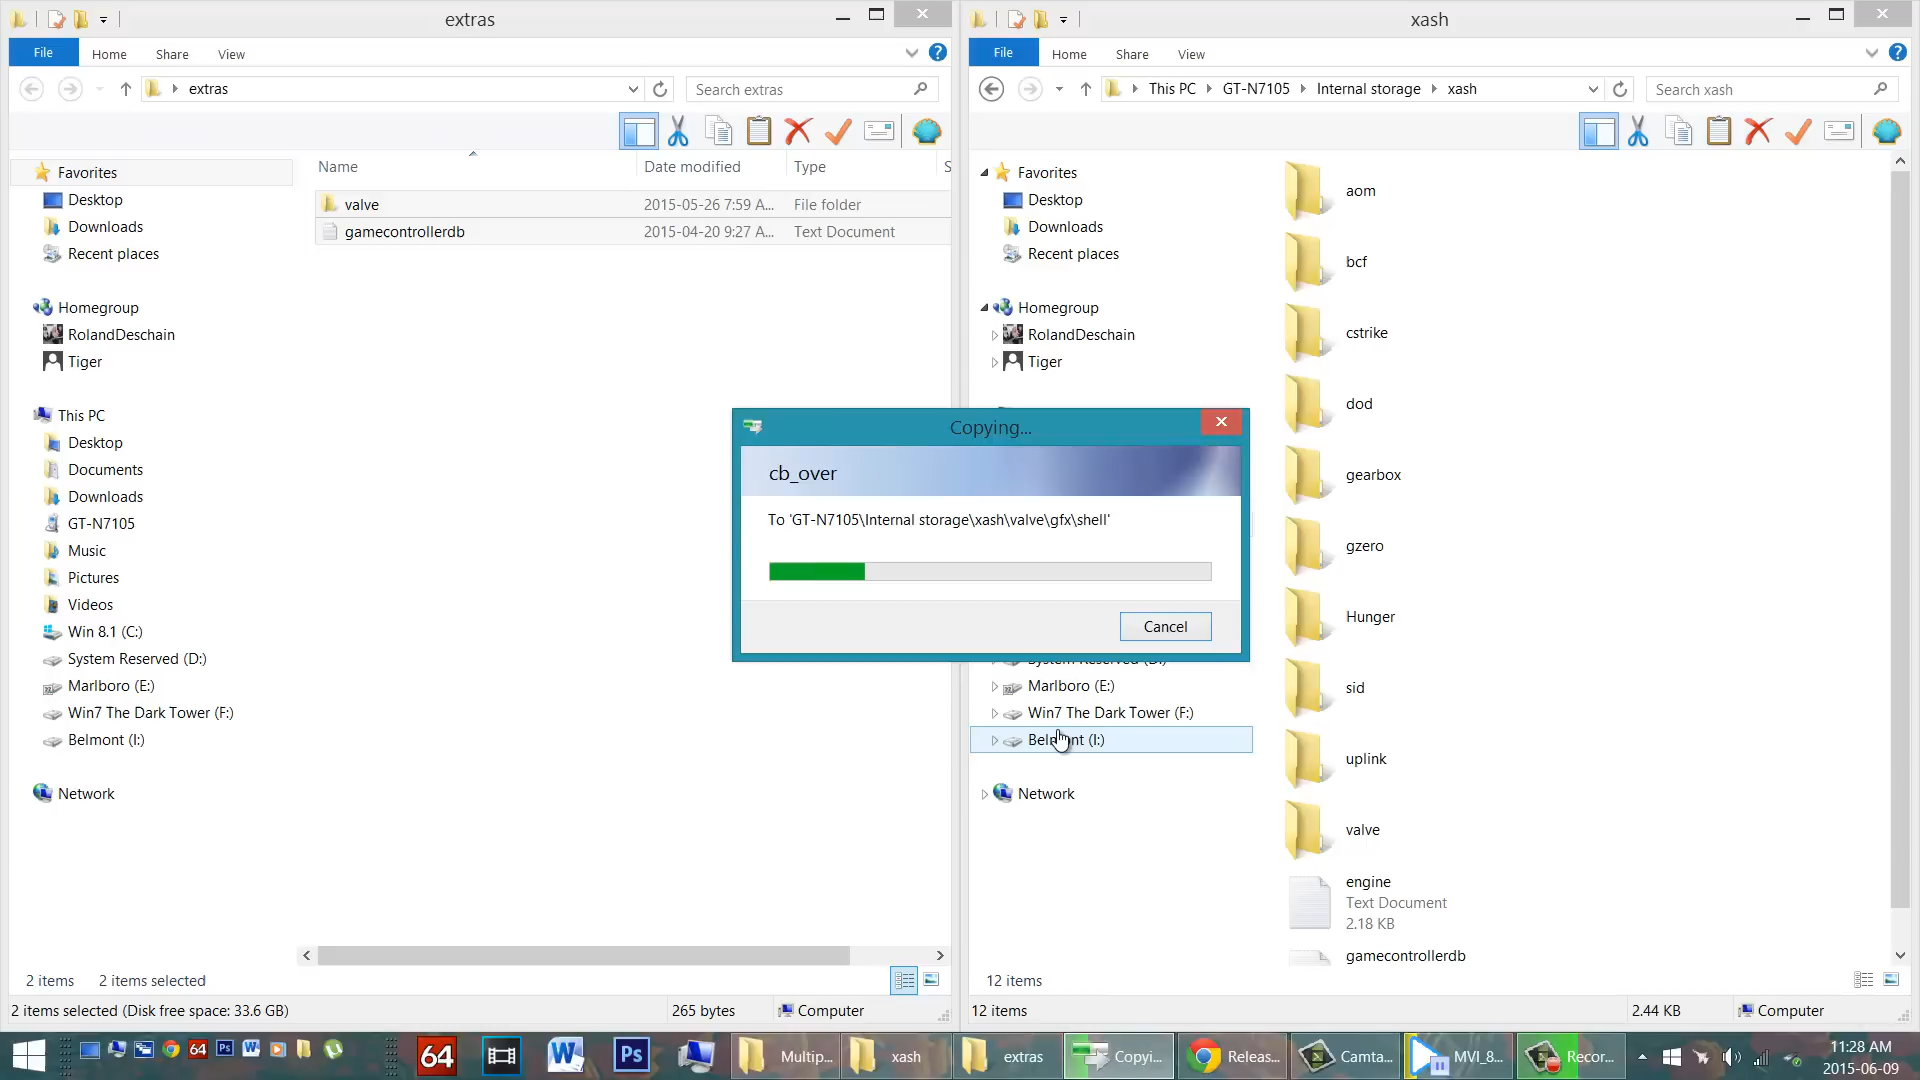 extras
File
Home
Share
View
extras
Search extras
Favorites
Desktop
Downloads
Recent places
Homegroup
RolandDeschain
Tiger
This PC
Desktop
Documents
Downloads
GT-N7105
Music
Pictures
Videos
Win 8.1 (C:)
System Reserved (D:)
Marlboro (E:)
Win7 The Dark Tower (F:)
Belmont (I:)
Network
Name
Date modified
Type
S
valve
2015-05-26 7:59 A...
File folder
gamecontrollerdb
2015-04-20 9:27 A...
Text Document
2 items
2 items selected
2 items selected (Disk free space: 33.6 GB)
265 bytes
Computer
xash
File
Home
Share
View
This PC
GT-N7105
Internal storage
xash
Search xash
Favorites
Desktop
Downloads
Recent places
Homegroup
RolandDeschain
Tiger
System Reserved (D:)
Marlboro (E:)
Win7 The Dark Tower (F:)
Belmont (I:)
Network
aom
bcf
cstrike
dod
gearbox
gzero
Hunger
sid
uplink
valve
engine
Text Document
2.18 KB
gamecontrollerdb
12 items
12 items
2.44 KB
Computer
Copying...
cb_over
To 'GT-N7105\Internal storage\xash\valve\gfx\shell'
Cancel
64
Ps
W
64
W
Ps
Multip...
xash
extras
Copyi...
Releas...
Camta...
MVI_8...
Recor...
11:28 AM
2015-06-09